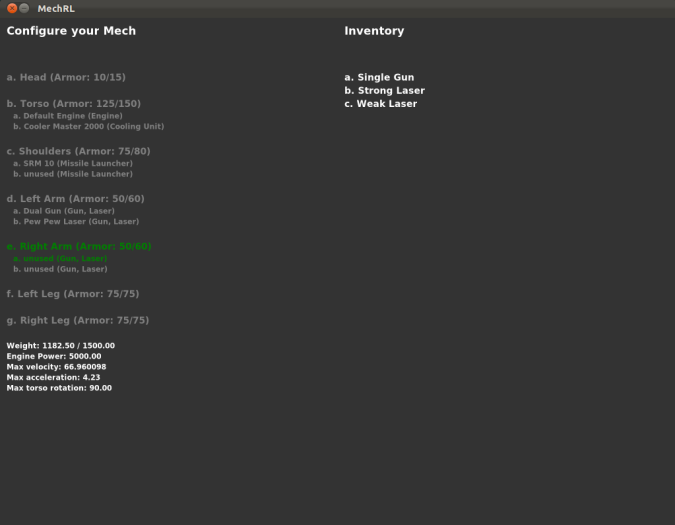 MechRL
Configure your Mech
a. Head (Armor: 10/15)
b. Torso (Armor: 125/150)
a. Default Engine (Engine)
b. Cooler Master 2000 (Cooling Unit)
c. Shoulders (Armor: 75/80)
a. SRM 10 (Missile Launcher)
b. unused (Missile Launcher)
d. Left Arm (Armor: 50/60)
a. Dual Gun (Gun, Laser)
b. Pew Pew Laser (Gun, Laser)
e. Right Arm (Armor: 50/60)
a. unused (Gun, Laser)
b. unused (Gun, Laser)
f. Left Leg (Armor: 75/75)
g. Right Leg (Armor: 75/75)
Weight: 1182.50 / 1500.00
Engine Power: 5000.00
Max velocity: 66.960098
Max acceleration: 4.23
Max torso rotation: 90.00
Inventory
a. Single Gun
b. Strong Laser
c. Weak Laser